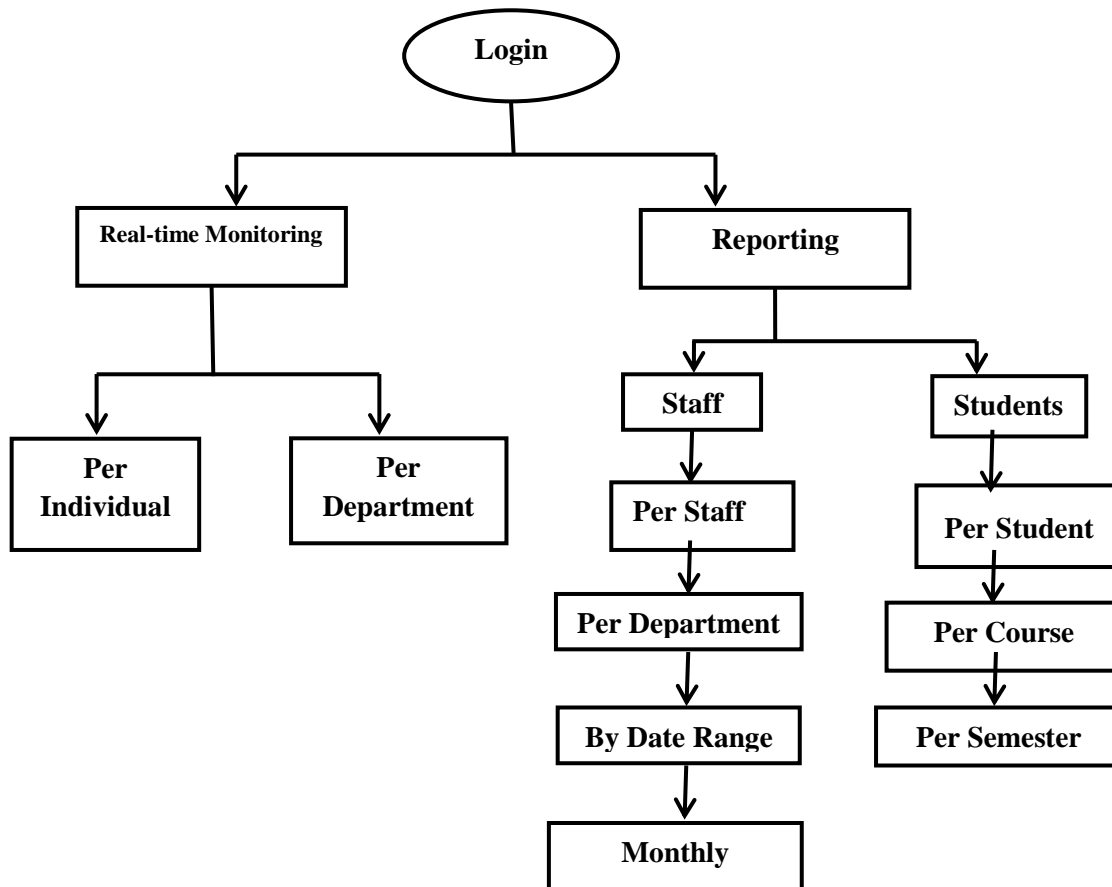 Login
Real-time Monitoring
Reporting
Staff
Students
Per
Individual
Per
Department
Per Staff
Per Student
Per Department
Per Course
By Date Range
Per Semester
Monthly